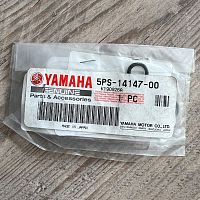 YAMAHA
GENUINE
Parts & Accessories
5PS-14147-00
1 PC
MADE IN JAPAN
YAMAHA MOTOR CO., LTD.